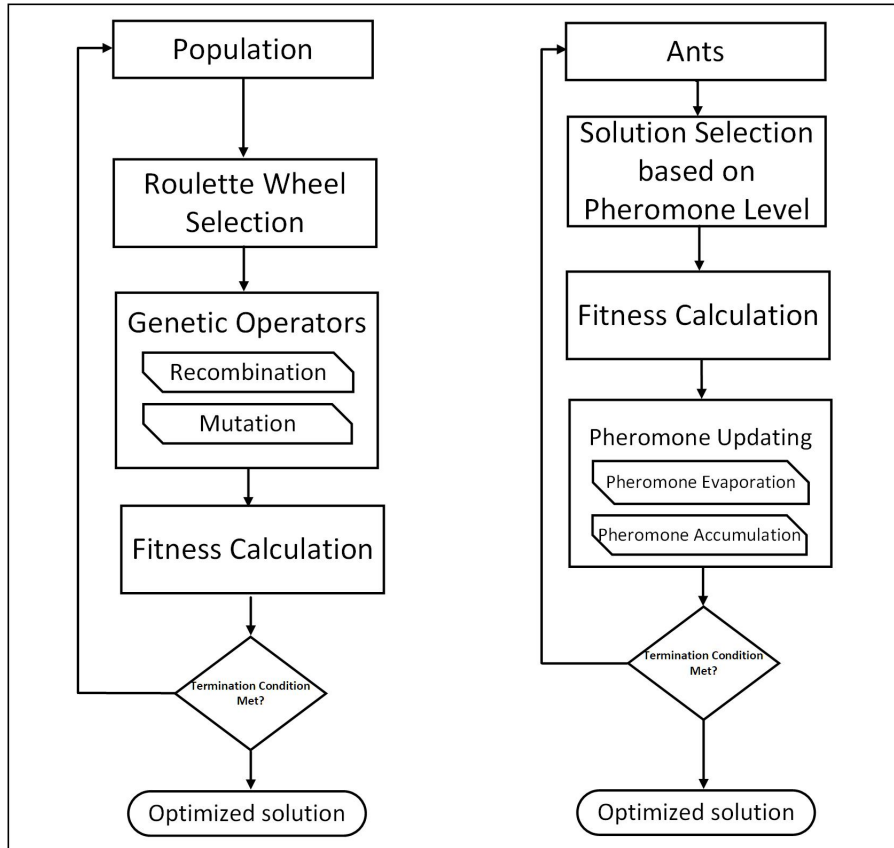 Population
Roulette Wheel
Selection
Genetic Operators
Recombination
Mutation
Fitness Calculation
Termination Condition
Met?
Optimized solution
Ants
Solution Selection
based on
Pheromone Level
Fitness Calculation
Pheromone Updating
Pheromone Evaporation
Pheromone Accumulation
Termination Condition
Met?
Optimized solution